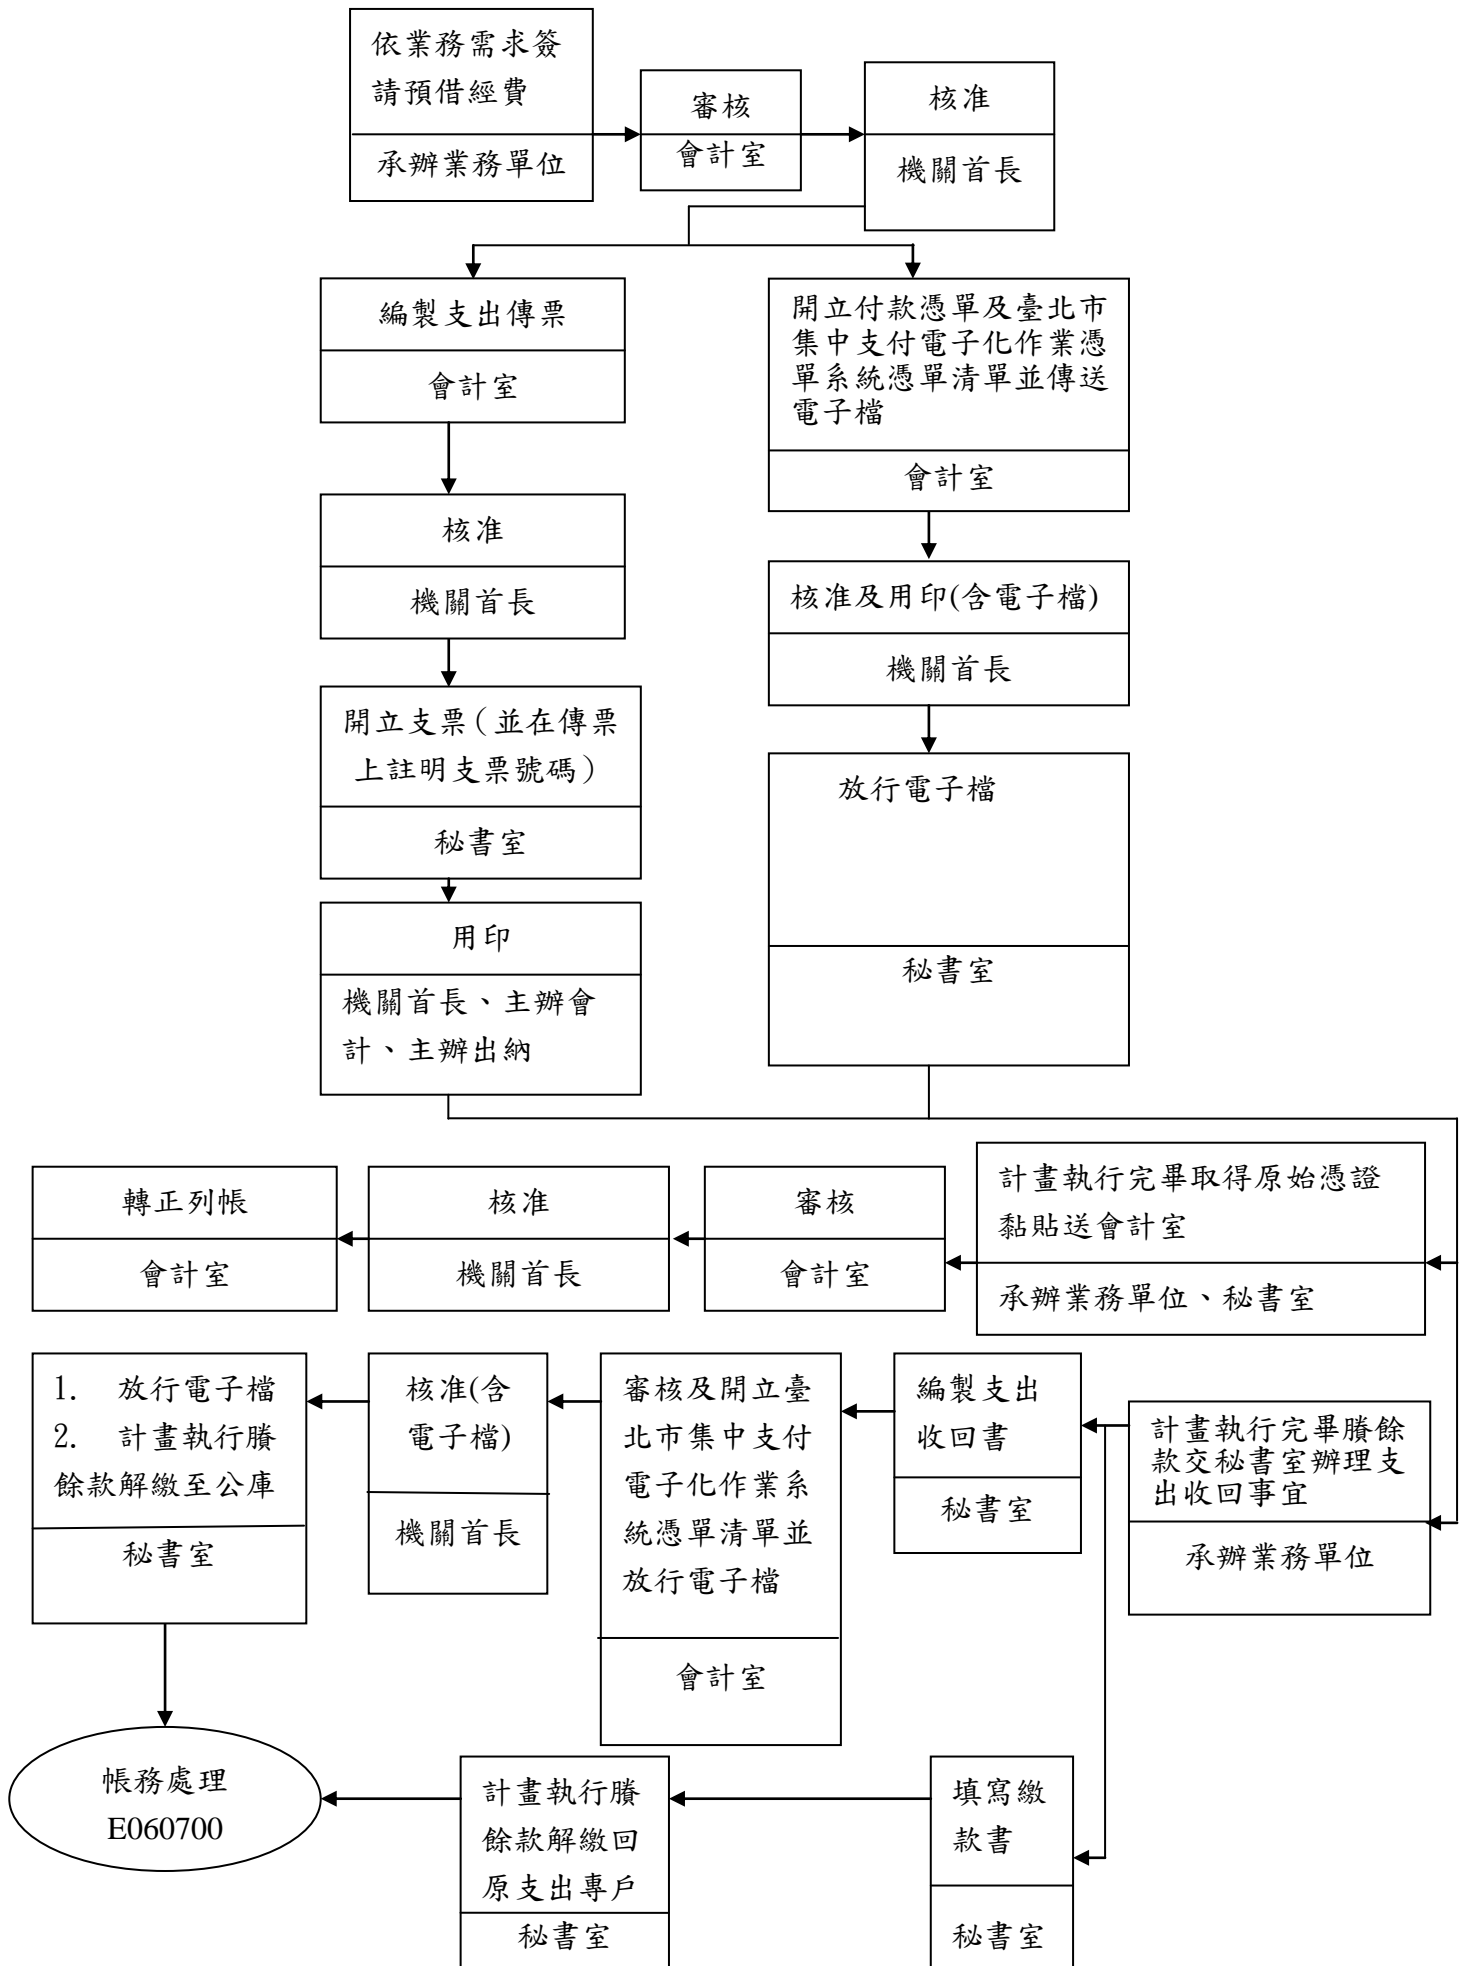 依業務需求簽
請預借經費
承辦業務單位
審核
會計室
核准
機關首長
編製支出傳票
會計室
開立付款憑單及臺北市
集中支付電子化作業憑
單系統憑單清單並傳送
電子檔
會計室
核准
機關首長
核准及用印(含電子檔)
機關首長
開立支票（並在傳票
上註明支票號碼）
秘書室
放行電子檔
秘書室
用印
機關首長、主辦會
計、主辦出納
轉正列帳
會計室
核准
機關首長
審核
會計室
計畫執行完畢取得原始憑證
黏貼送會計室
承辦業務單位、秘書室
1. 放行電子檔
2. 計畫執行賸
餘款解繳至公庫
秘書室
核准(含
電子檔)
機關首長
審核及開立臺
北市集中支付
電子化作業系
統憑單清單並
放行電子檔
會計室
編製支出
收回書
秘書室
計畫執行完畢賸餘
款交秘書室辦理支
出收回事宜
承辦業務單位
帳務處理
E060700
計畫執行賸
餘款解繳回
原支出專戶
秘書室
填寫繳
款書
秘書室